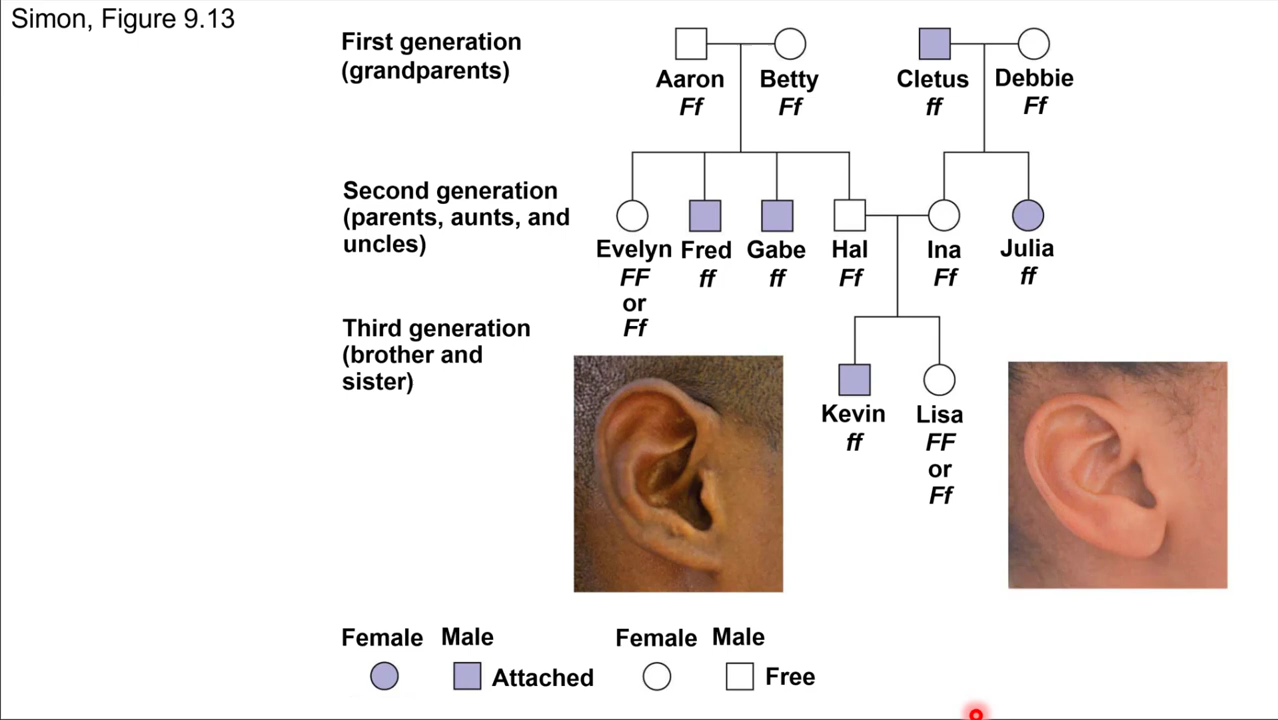 Simon, Figure 9.13
First generation
(grandparents)
Aaron
Ff
Betty
Ff
Cletus
ff
Debbie
Ff
Second generation
(parents, aunts, and
uncles)
Evelyn
FF
or
Ff
Fred
ff
Gabe
ff
Hal
Ff
Ina
Ff
Julia
ff
Third generation
(brother and
sister)
Kevin
ff
Lisa
FF
or
Ff
Female Male
Attached
Female Male
Free